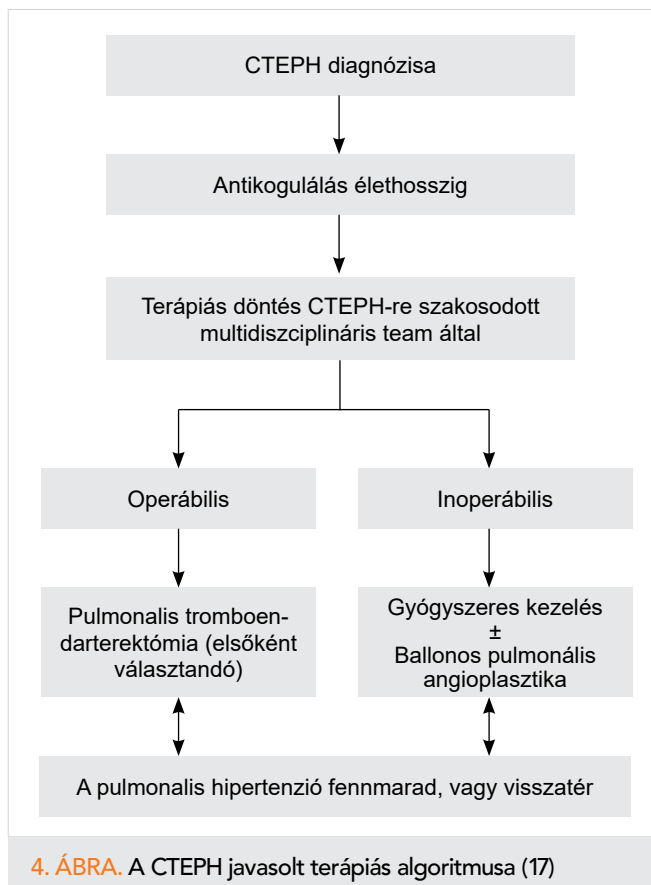 CTEPH diagnózisa
Antikogulálás élethosszig
Terápiás döntés CTEPH-re szakosodott
multidiszciplináris team által
Operábilis
Inoperábilis
Pulmonalis tromboen-
darterektómia (elsőként
választandó)
Gyógyszeres kezelés
±
Ballonos pulmonális
angioplasztika
A pulmonalis hipertenzió fennmarad, vagy visszatér
4. ÁBRA. A CTEPH javasolt terápiás algoritmusa (17)